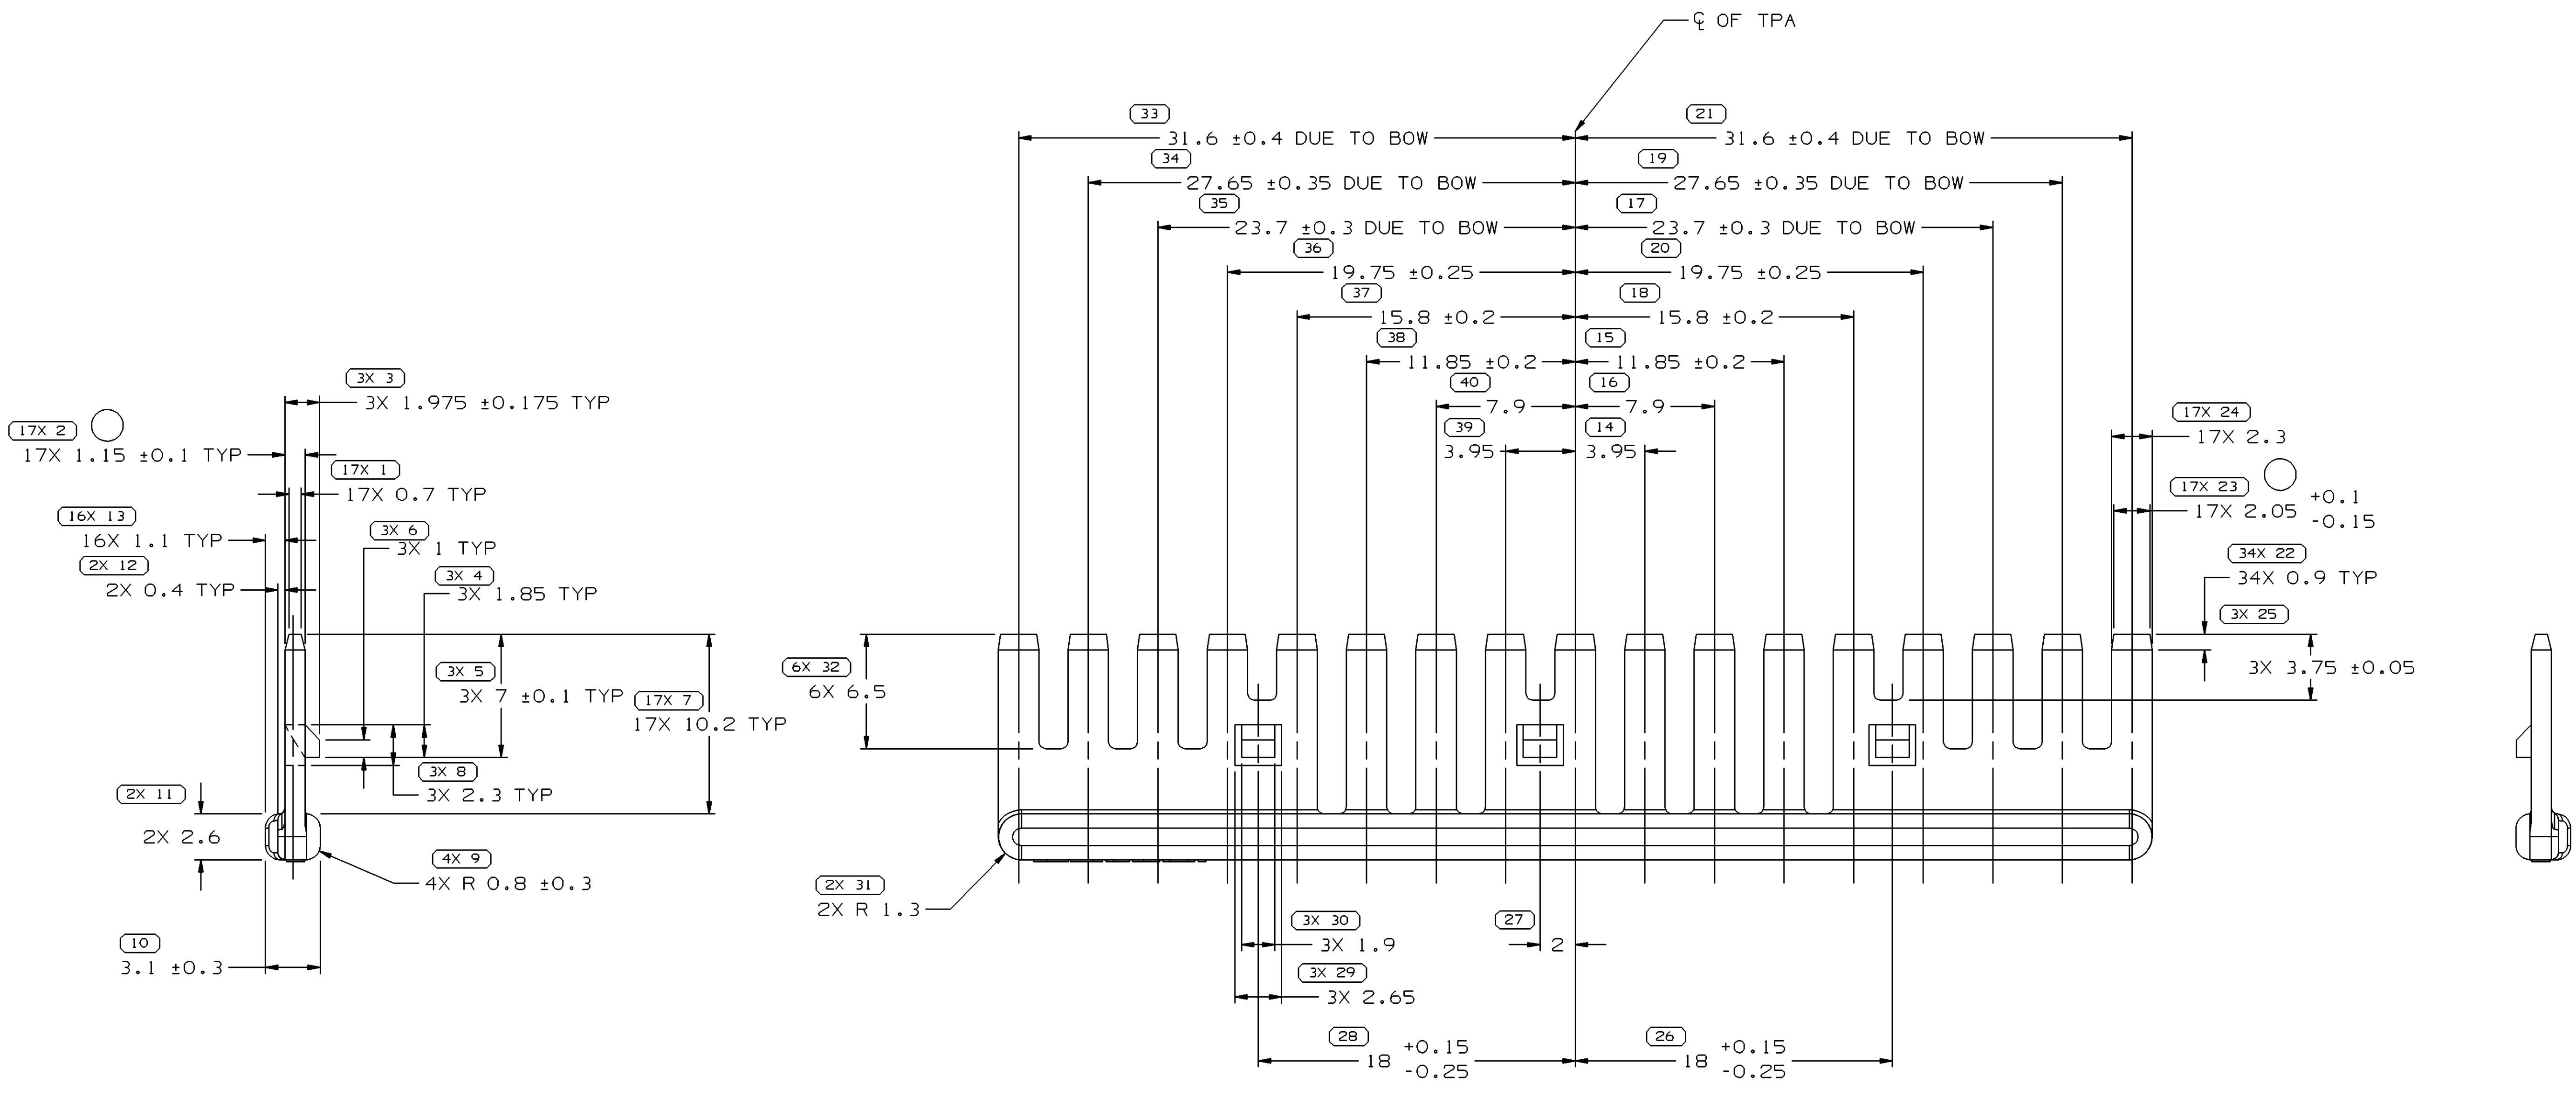 ℄ OF TPA
33
31.6 ±0.4 DUE TO BOW
21
31.6 ±0.4 DUE TO BOW
34
27.65 ±0.35 DUE TO BOW
19
27.65 ±0.35 DUE TO BOW
35
23.7 ±0.3 DUE TO BOW
17
23.7 ±0.3 DUE TO BOW
36
19.75 ±0.25
20
19.75 ±0.25
37
15.8 ±0.2
18
15.8 ±0.2
38
11.85 ±0.2
15
11.85 ±0.2
40
7.9
16
7.9
39
3.95
14
3.95
3X 3
3X 1.975 ±0.175 TYP
17X 2
17X 1.15 ±0.1 TYP
17X 1
17X 0.7 TYP
16X 13
16X 1.1 TYP
3X 6
3X 1 TYP
2X 12
2X 0.4 TYP
3X 4
3X 1.85 TYP
3X 5
3X 7 ±0.1 TYP
17X 7
17X 10.2 TYP
3X 8
3X 2.3 TYP
2X 11
2X 2.6
4X 9
4X R 0.8 ±0.3
10
3.1 ±0.3
17X 24
17X 2.3
17X 23
17X 2.05 +0.1
-0.15
34X 22
34X 0.9 TYP
3X 25
3X 3.75 ±0.05
6X 32
6X 6.5
2X 31
2X R 1.3
3X 30
3X 1.9
27
2
3X 29
3X 2.65
28
18 +0.15
-0.25
26
18 +0.15
-0.25